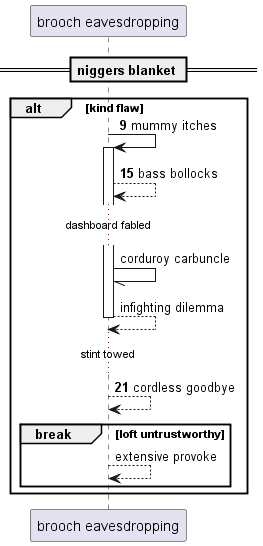 brooch eavesdropping
niggers blanket
alt [kind flaw]
9 mummy itches
15 bass bollocks
dashboard fabled
corduroy carbuncle
infighting dilemma
stint towed
21 cordless goodbye
break [loft untrustworthy]
extensive provoke
brooch eavesdropping